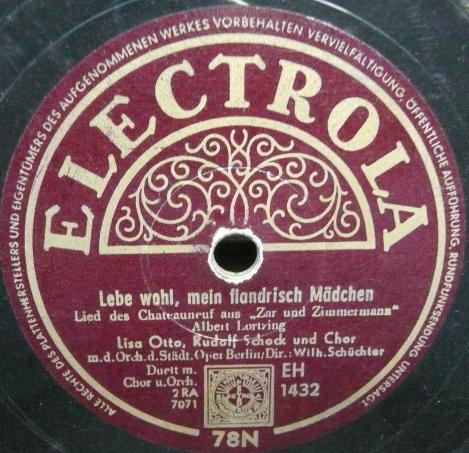 ALLE RECHTE DES PLATTENHERSTELLERS UND EIGENTÜMERS DES AUFGENOMMENEN WERKES VORBEHALTEN VERVIELFÄLTIGUNG, ÖFFENTLICHE AUFFÜHRUNG, RUNDFUNKSENDUNG UNTERSAGT
ELECTROLA
Lebe wohl, mein flandrisch Mädchen
Lied des Chateauneuf aus „Zar und Zimmermann"
Albert Lortzing
Lisa Otto, Rudolf Schock und Chor
m.d.Orch.d.Städt.Oper Berlin/Dir.: Wilh.Schüchter
Duett m.
Chor u.Orch.
2 RA
7071
ELECTROLA
EH
1432
78N